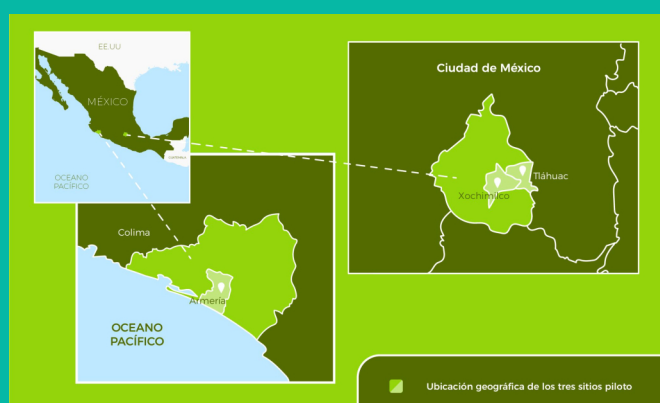 EE.UU
MÉXICO
OCEANO
PACÍFICO
Ciudad de México
Tláhuac
Xochimilco
Colima
Armería
OCEANO
PACÍFICO
Ubicación geográfica de los tres sitios piloto